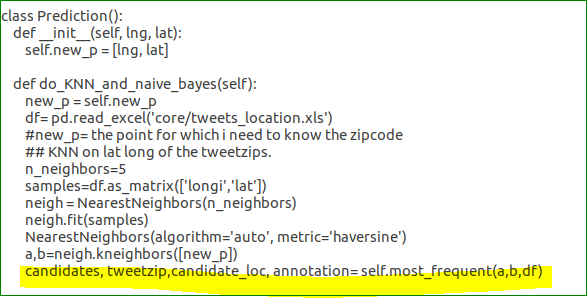 class Prediction():
    def __init__(self, lng, lat):
        self.new_p = [lng, lat]

    def do_KNN_and_naive_bayes(self):
        new_p = self.new_p
        df= pd.read_excel('core/tweets_location.xls')
        #new_p= the point for which i need to know the zipcode
        ## KNN on lat long of the tweetzips.
        n_neighbors=5
        samples=df.as_matrix(['longi','lat'])
        neigh = NearestNeighbors(n_neighbors)
        neigh.fit(samples)
        NearestNeighbors(algorithm='auto', metric='haversine')
        a,b=neigh.kneighbors([new_p])
        candidates, tweetzip,candidate_loc, annotation= self.most_frequent(a,b,df)